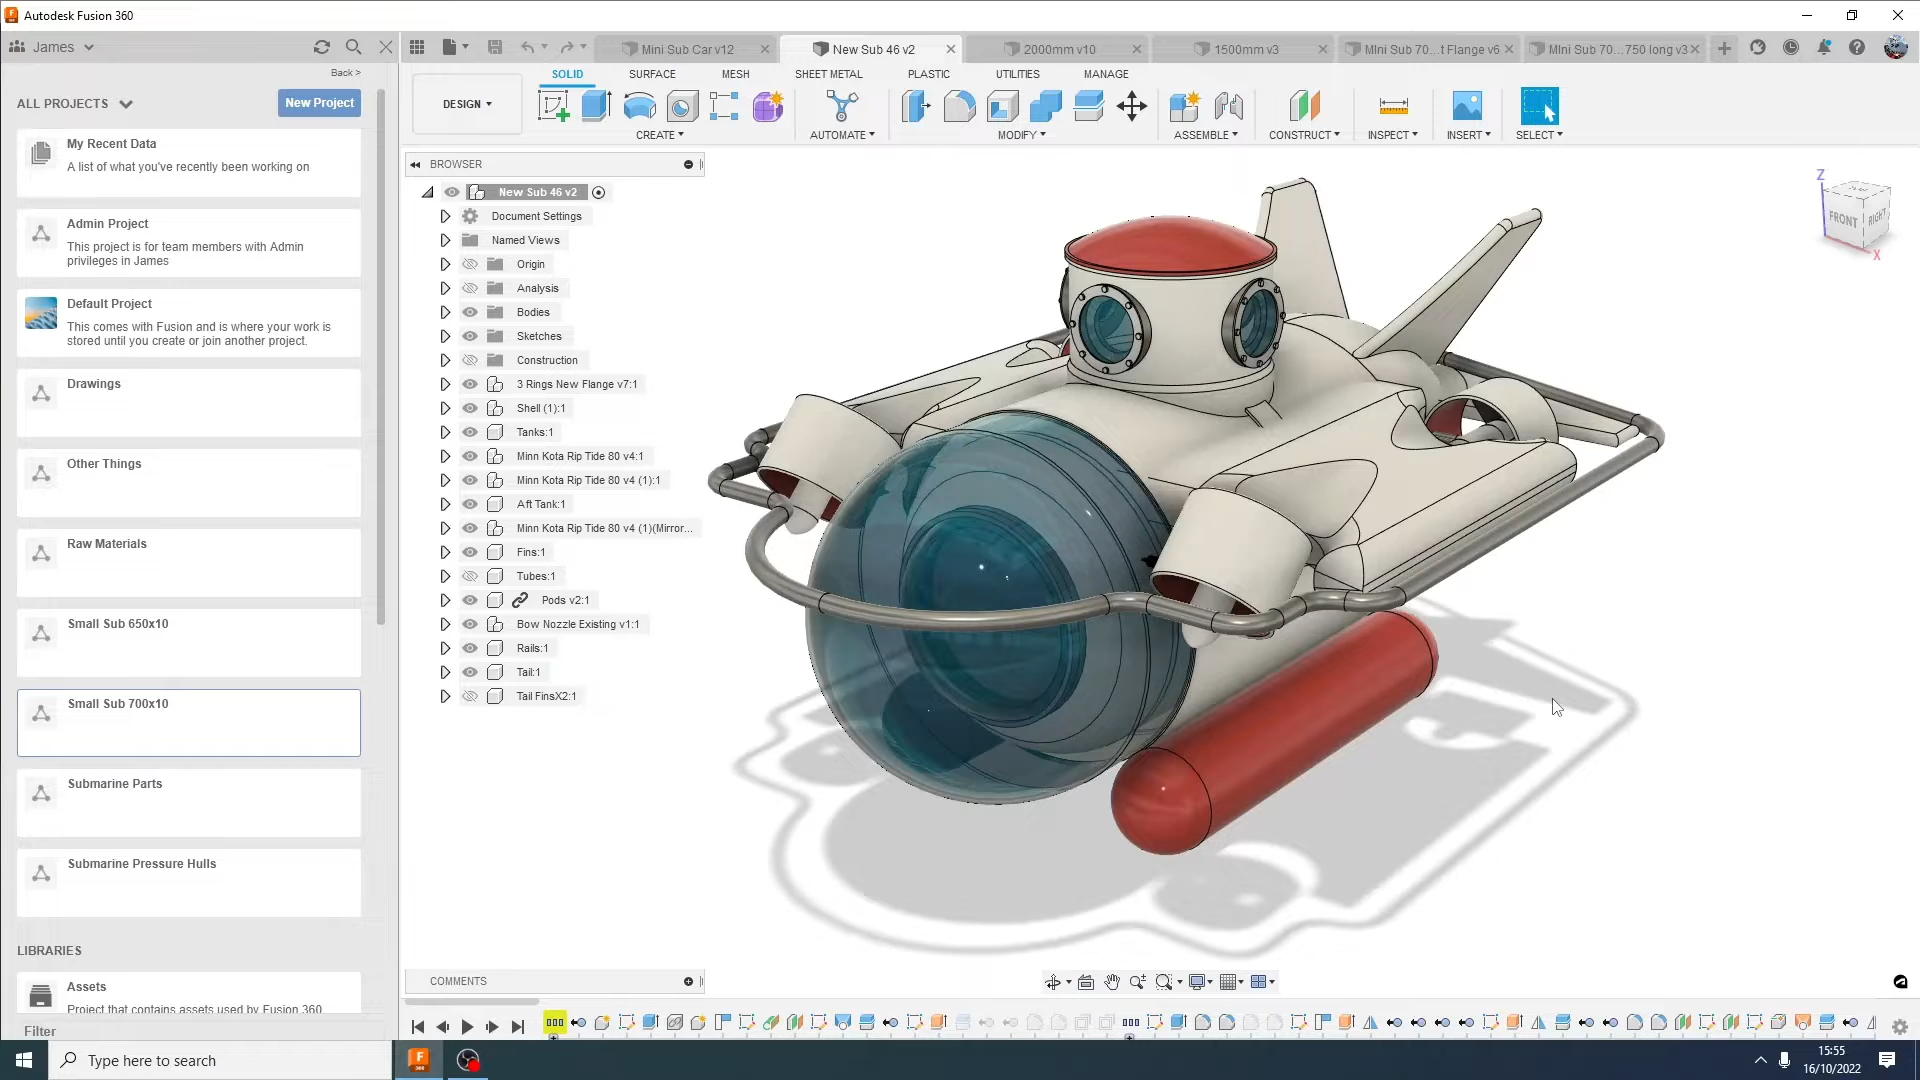 Autodesk Fusion 360
James
Mini Sub Car v12
New Sub 46 v2
2000mm v10
1500mm v3
MIni Sub 70...t Flange v6
MIni Sub 70...750 long v3
Back >
ALL PROJECTS
New Project
My Recent Data
A list of what you've recently been working on
Admin Project
This project is for team members with Admin
privileges in James
Default Project
This comes with Fusion and is where your work is
stored until you create or join another project.
Drawings
Other Things
Raw Materials
Small Sub 650x10
Small Sub 700x10
Submarine Parts
Submarine Pressure Hulls
LIBRARIES
Assets
Project that contains assets used by Fusion 360
Filter
DESIGN
SOLID
SURFACE
MESH
SHEET METAL
PLASTIC
UTILITIES
MANAGE
CREATE
AUTOMATE
MODIFY
ASSEMBLE
CONSTRUCT
INSPECT
INSERT
SELECT
BROWSER
New Sub 46 v2
Document Settings
Named Views
Origin
Analysis
Bodies
Sketches
Construction
3 Rings New Flange v7:1
Shell (1):1
Tanks:1
Minn Kota Rip Tide 80 v4:1
Minn Kota Rip Tide 80 v4 (1):1
Aft Tank:1
Minn Kota Rip Tide 80 v4 (1)(Mirror...
Fins:1
Tubes:1
Pods v2:1
Bow Nozzle Existing v1:1
Rails:1
Tail:1
Tail FinsX2:1
Z
FRONT
RIGHT
X
COMMENTS
Type here to search
15:55
16/10/2022